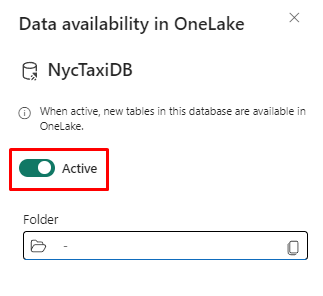 Data availability in OneLake
NycTaxiDB
When active, new tables in this database are available in
OneLake.
Active
Folder
-